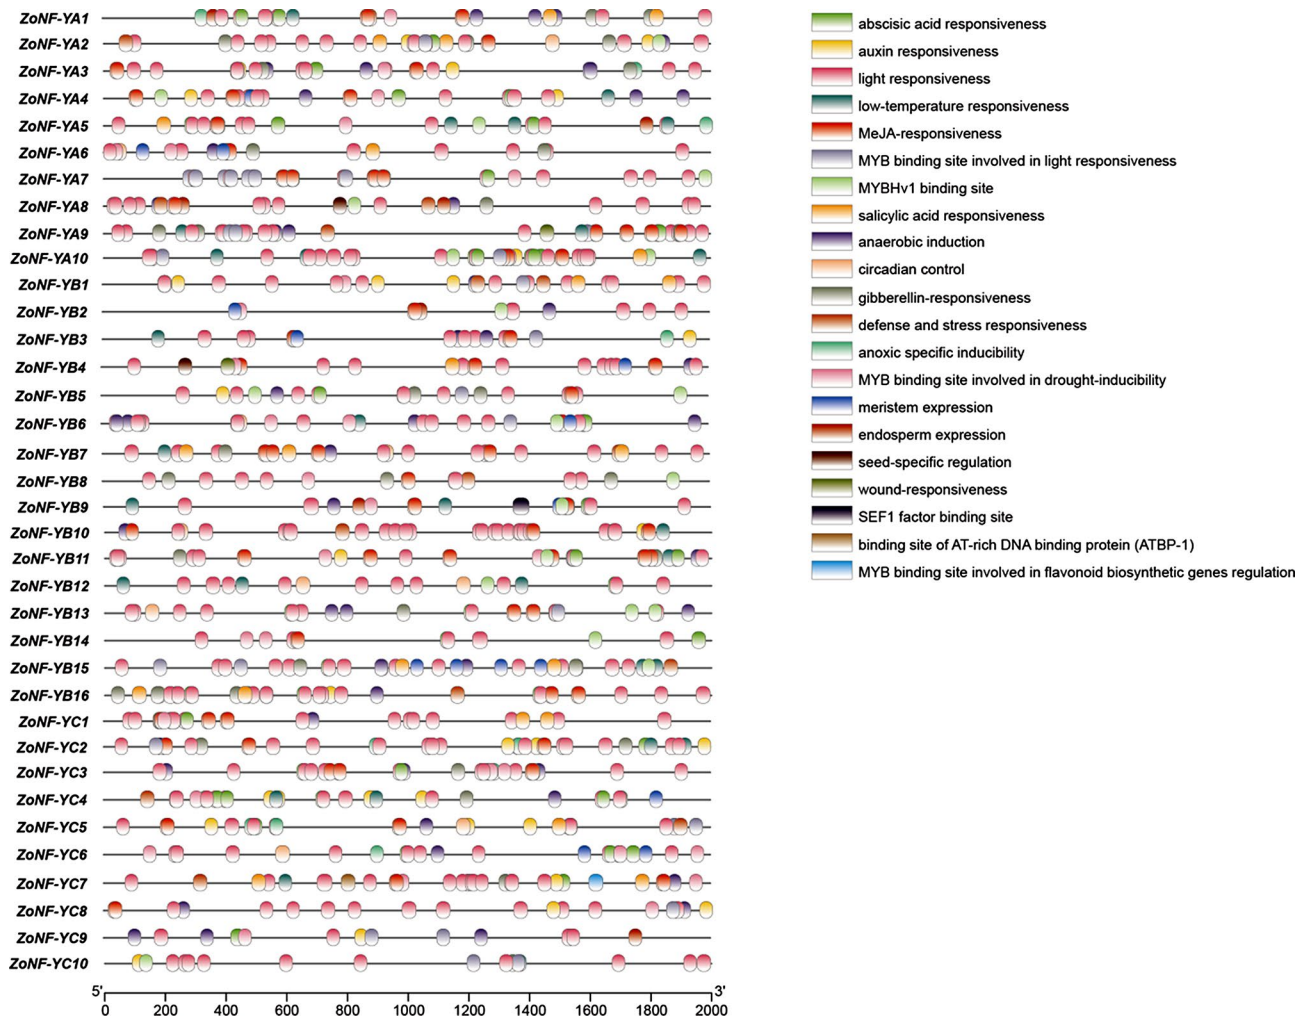 ZoNF-YA1
ZoNF-YA2
ZoNF-YA3
ZoNF-YA4
ZoNF-YA5
ZoNF-YA6
ZoNF-YA7
ZoNF-YA8
ZoNF-YA9
ZoNF-YA10
ZoNF-YB1
ZoNF-YB2
ZoNF-YB3
ZoNF-YB4
ZoNF-YB5
ZoNF-YB6
ZoNF-YB7
ZoNF-YB8
ZoNF-YB9
ZoNF-YB10
ZoNF-YB11
ZoNF-YB12
ZoNF-YB13
ZoNF-YB14
ZoNF-YB15
ZoNF-YB16
ZoNF-YC1
ZoNF-YC2
ZoNF-YC3
ZoNF-YC4
ZoNF-YC5
ZoNF-YC6
ZoNF-YC7
ZoNF-YC8
ZoNF-YC9
ZoNF-YC10
5' 3'
0 200 400 600 800 1000 1200 1400 1600 1800 2000
abscisic acid responsiveness
auxin responsiveness
light responsiveness
low-temperature responsiveness
MeJA-responsiveness
MYB binding site involved in light responsiveness
MYBHv1 binding site
salicylic acid responsiveness
anaerobic induction
circadian control
gibberellin-responsiveness
defense and stress responsiveness
anoxic specific inducibility
MYB binding site involved in drought-inducibility
meristem expression
endosperm expression
seed-specific regulation
wound-responsiveness
SEF1 factor binding site
binding site of AT-rich DNA binding protein (ATBP-1)
MYB binding site involved in flavonoid biosynthetic genes regulation